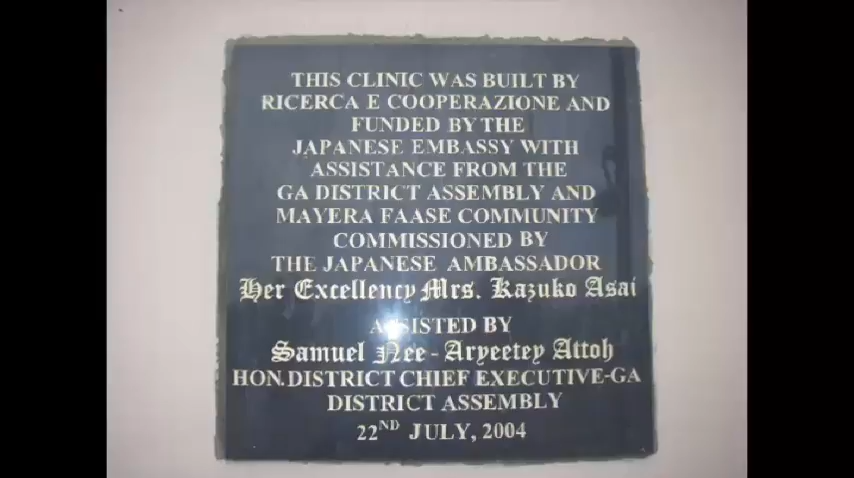 THIS CLINIC WAS BUILT BY
RICERCA E COOPERAZIONE AND
FUNDED BY THE
JAPANESE EMBASSY WITH
ASSISTANCE FROM THE
GA DISTRICT ASSEMBLY AND
MAYERA FAASE COMMUNITY
COMMISSIONED BY
THE JAPANESE AMBASSADOR
Her Excellency Mrs. Kazuko Asai
ASSISTED BY
Samuel Nee-Aryeetey Attoh
HON. DISTRICT CHIEF EXECUTIVE-GA
DISTRICT ASSEMBLY
22ND JULY, 2004